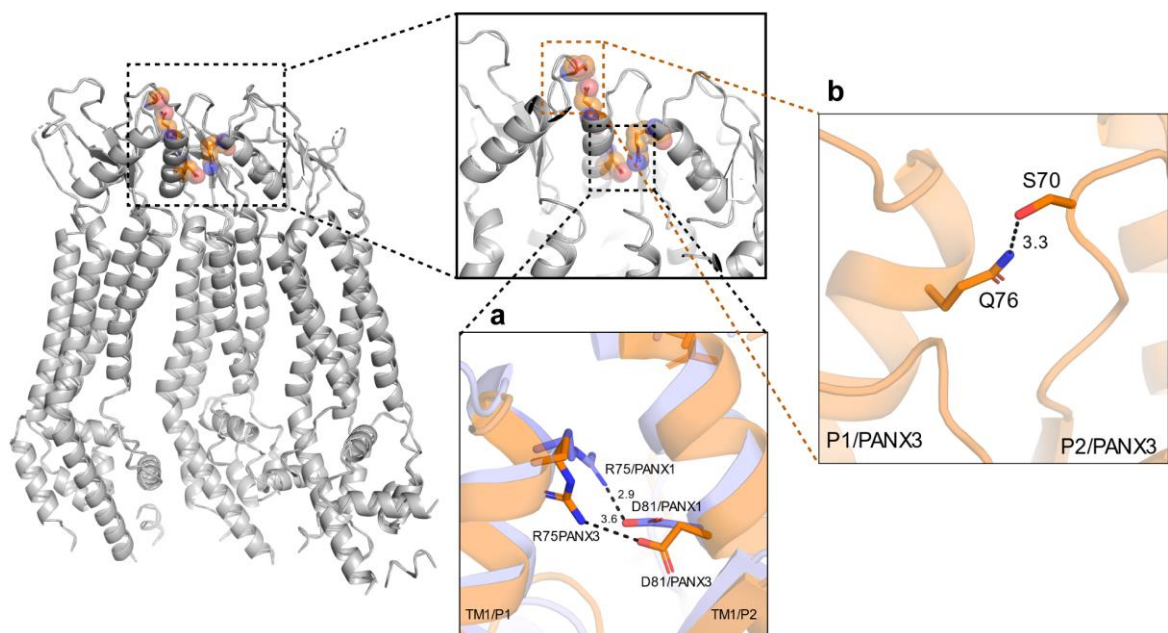 b
S70
3.3
Q76
P1/PANX3
P2/PANX3
a
R75/PANX1
2.9
D81/PANX1
3.6
R75PANX3
D81/PANX3
TM1/P1
TM1/P2